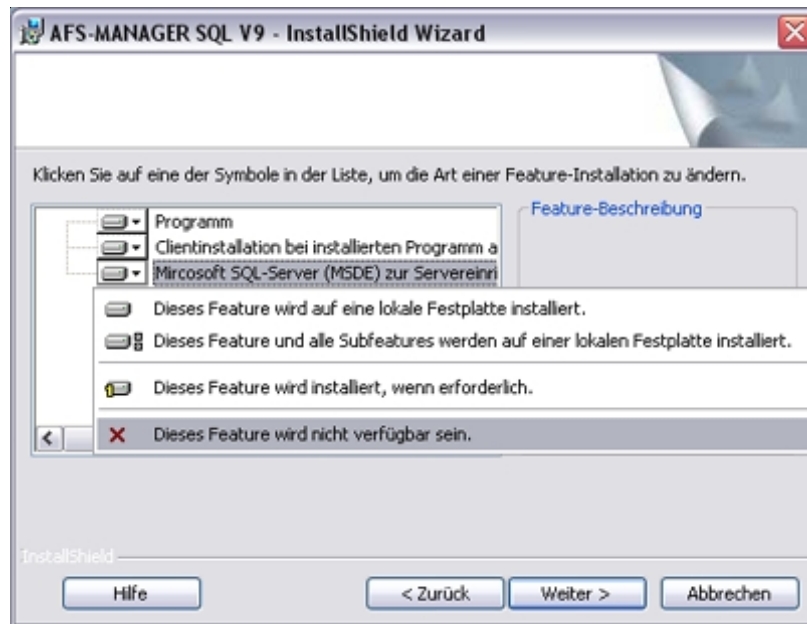 AFS-MANAGER SQL V9 - InstallShield Wizard
Klicken Sie auf eine der Symbole in der Liste, um die Art einer Feature-Installation zu ändern.
Programm
Clientinstallation bei installierten Programm a
Mircosoft SQL-Server (MSDE) zur Servereinri
Feature-Beschreibung
Dieses Feature wird auf eine lokale Festplatte installiert.
Dieses Feature und alle Subfeatures werden auf einer lokalen Festplatte installiert.
Dieses Feature wird installiert, wenn erforderlich.
Dieses Feature wird nicht verfügbar sein.
InstallShield
Hilfe
< Zurück
Weiter >
Abbrechen